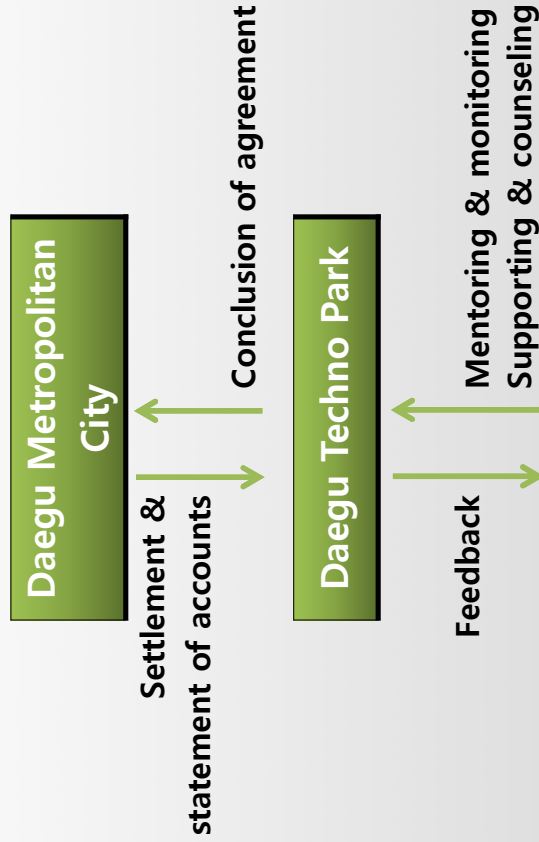 Daegu Metropolitan
City
Settlement &
statement of accounts
Conclusion of agreement
Daegu Techno Park
Feedback
Mentoring & monitoring
Supporting & counseling